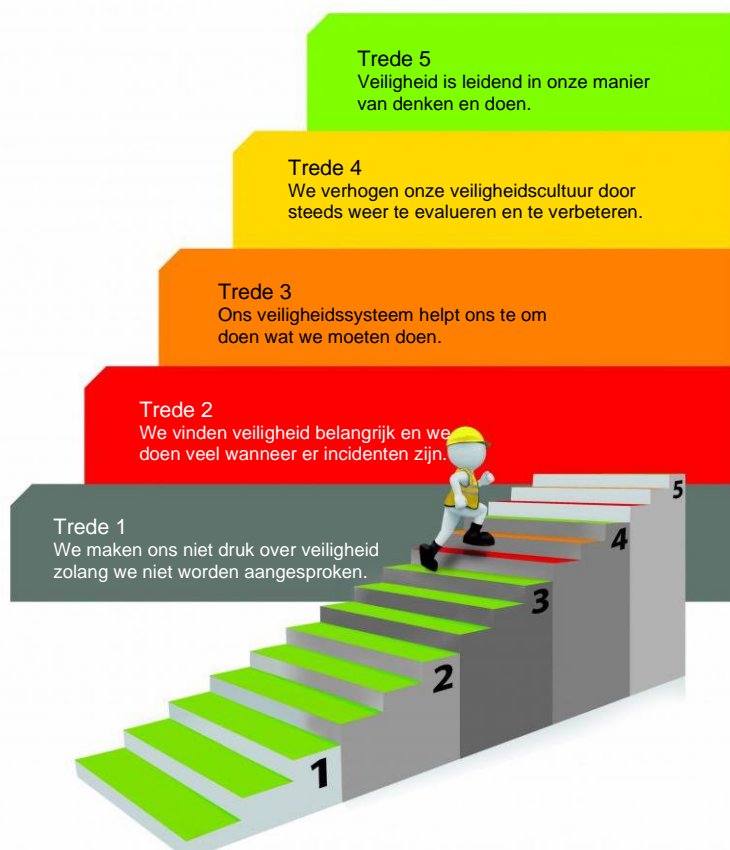 Trede 5
Veiligheid is leidend in onze manier
van denken en doen.
Trede 4
We verhogen onze veiligheidscultuur door
steeds weer te evalueren en te verbeteren.
Trede 3
Ons veiligheidssysteem helpt ons te om
doen wat we moeten doen.
Trede 2
We vinden veiligheid belangrijk en we
doen veel wanneer er incidenten zijn.
Trede 1
We maken ons niet druk over veiligheid
zolang we niet worden aangesproken.
5
4
3
2
1